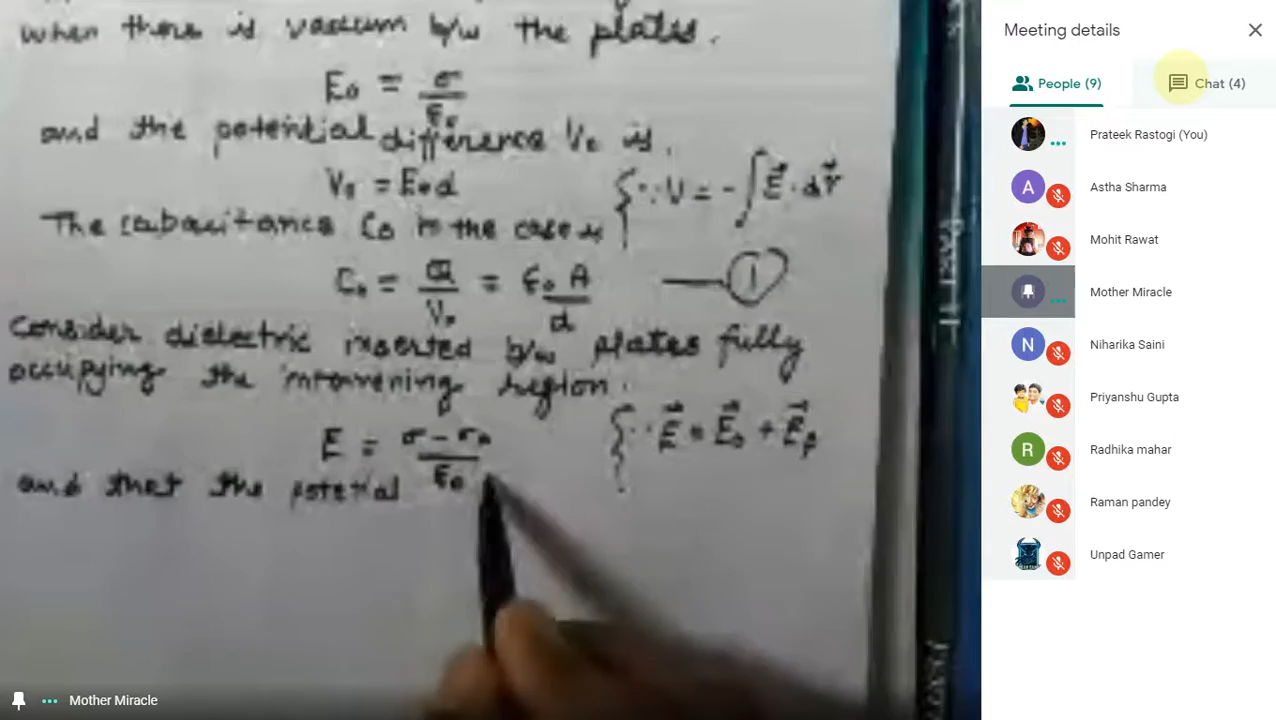 when there is vaccum b/w the plates.
E₀ = σ/ε₀
and the potential difference V₀ is.
V₀ = E₀d
{∵ V = -∫E⃗·dr⃗
The capacitance C₀ in the case is
C₀ = Q/V₀ = ε₀A/d —①
Consider dielectric inserted b/w plates fully
occupying the intervening region.
E = σ-σₚ/ε₀
{∵ E⃗ = E⃗₀ + E⃗ₚ
and that the potetial
Mother Miracle
Meeting details
People (9)
Chat (4)
Prateek Rastogi (You)
A
Astha Sharma
Mohit Rawat
Mother Miracle
N
Niharika Saini
Priyanshu Gupta
R
Radhika mahar
Raman pandey
Unpad Gamer